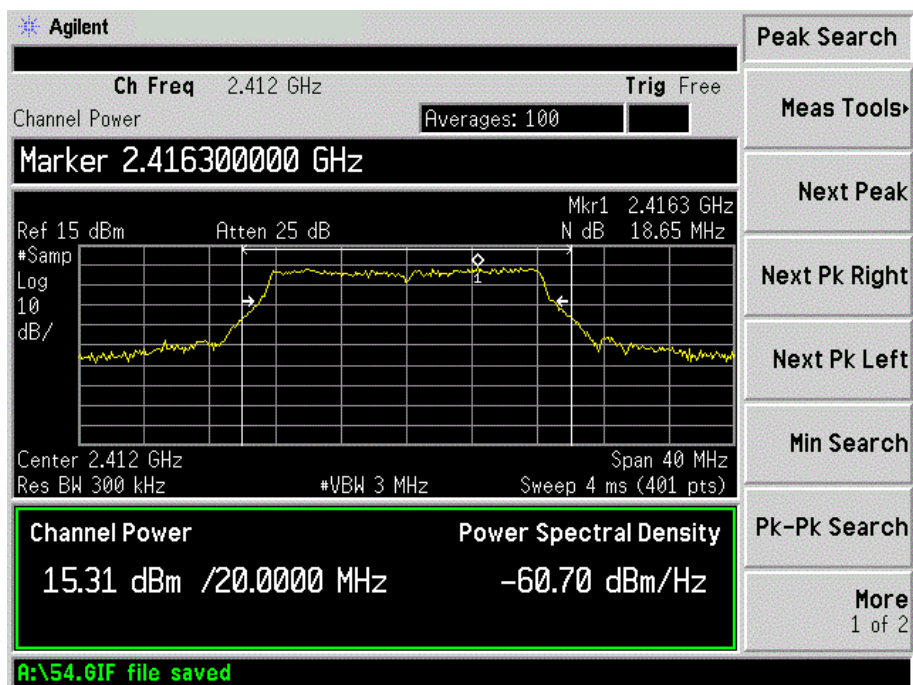 Agilent
Peak Search
Ch Freq 2.412 GHz Trig Free
Channel Power Averages: 100
Meas Tools
Marker 2.416300000 GHz
Mkr1 2.4163 GHz
Ref 15 dBm Atten 25 dB N dB 18.65 MHz
Next Peak
#Samp
Log
10
dB/
1
Next Pk Right
Next Pk Left
Center 2.412 GHz Span 40 MHz
Res BW 300 kHz #VBW 3 MHz Sweep 4 ms (401 pts)
Min Search
Channel Power Power Spectral Density
15.31 dBm /20.0000 MHz -60.70 dBm/Hz
Pk-Pk Search
More
1 of 2
A:\54.GIF file saved